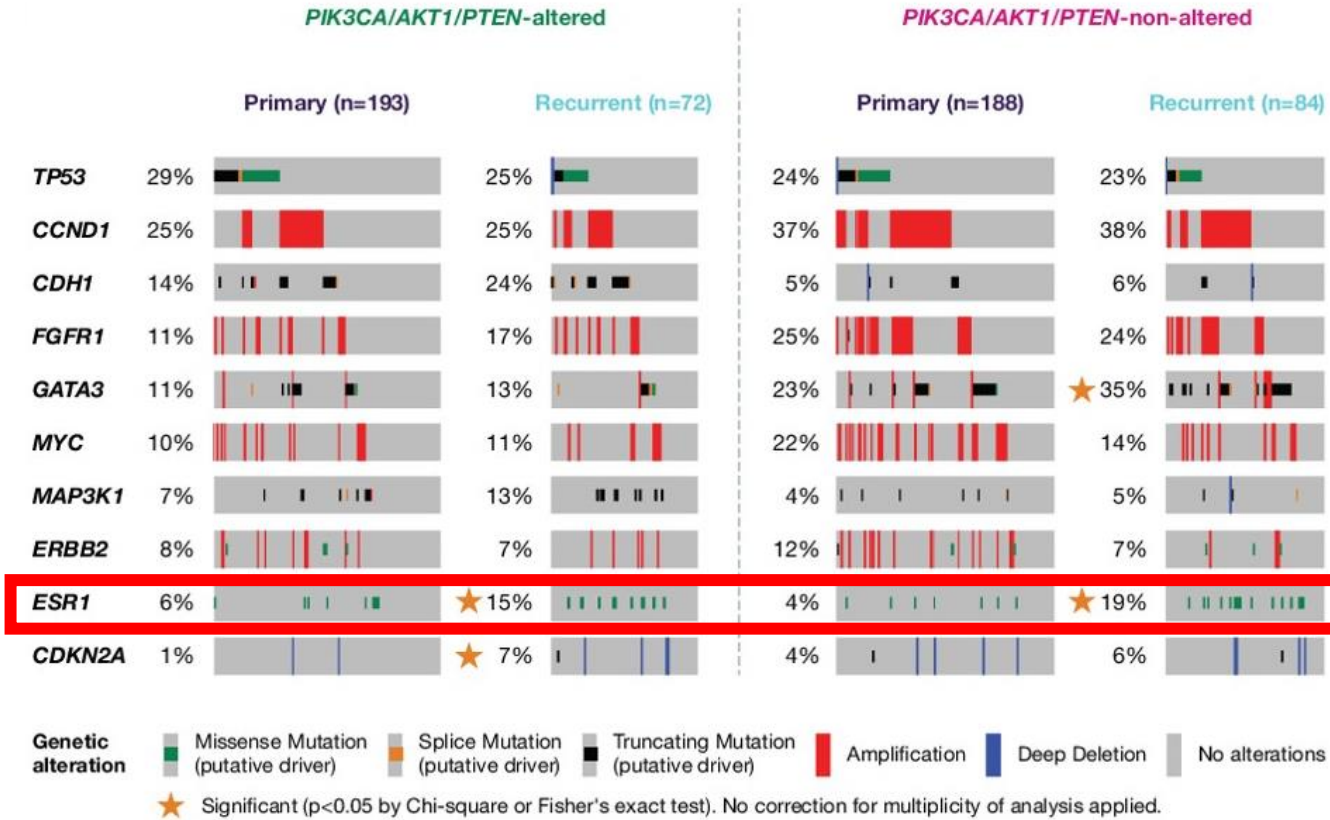 PIK3CA/AKT1/PTEN-altered PIK3CA/AKT1/PTEN-non-altered
Primary (n=193) Recurrent (n=72) Primary (n=188) Recurrent (n=84)
TP53 29% 25% 24% 23%
CCND1 25% 25% 37% 38%
CDH1 14% 24% 5% 6%
FGFR1 11% 17% 25% 24%
GATA3 11% 13% 23% ★ 35%
MYC 10% 11% 22% 14%
MAP3K1 7% 13% 4% 5%
ERBB2 8% 7% 12% 7%
ESR1 6% ★ 15% 4% ★ 19%
CDKN2A 1% ★ 7% 4% 6%
Genetic Missense Mutation Splice Mutation Truncating Mutation Amplification Deep Deletion No alterations
alteration (putative driver) (putative driver) (putative driver)
★ Significant (p<0.05 by Chi-square or Fisher's exact test). No correction for multiplicity of analysis applied.